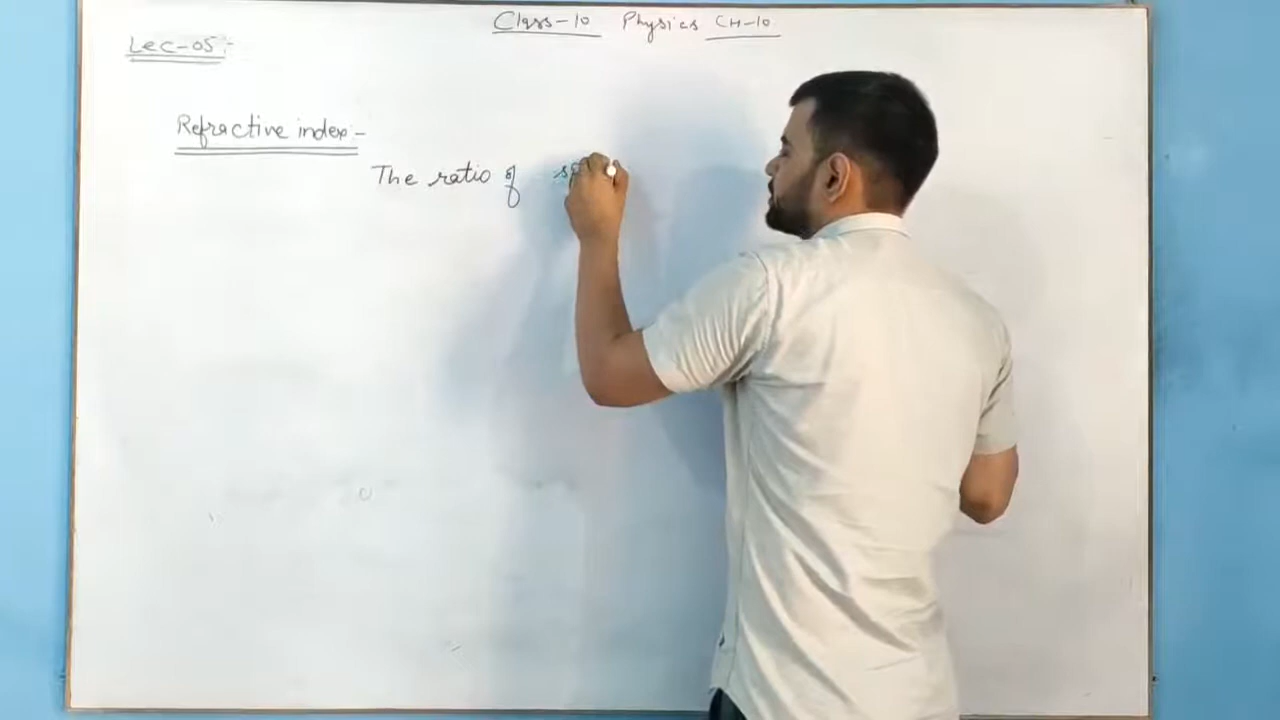 Class-10 Physics CH-10
Lec-05:-
Refractive index:-
The ratio of